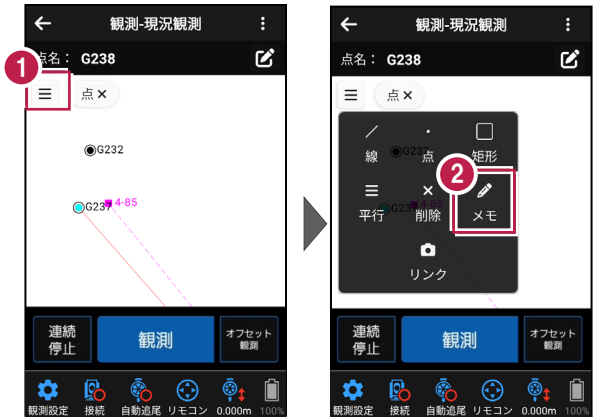 観測-現況観測
点名： G238
1
点 ×
G232
G237
4-85
連続
停止
観測
オフセット
観測
観測設定
接続
自動追尾
リモコン
0.000m
100%
観測-現況観測
点名： G238
点 ×
線
点
矩形
G232
2
平行
削除
メモ
G237
4-85
リンク
連続
停止
観測
オフセット
観測
観測設定
接続
自動追尾
リモコン
0.000m
100%